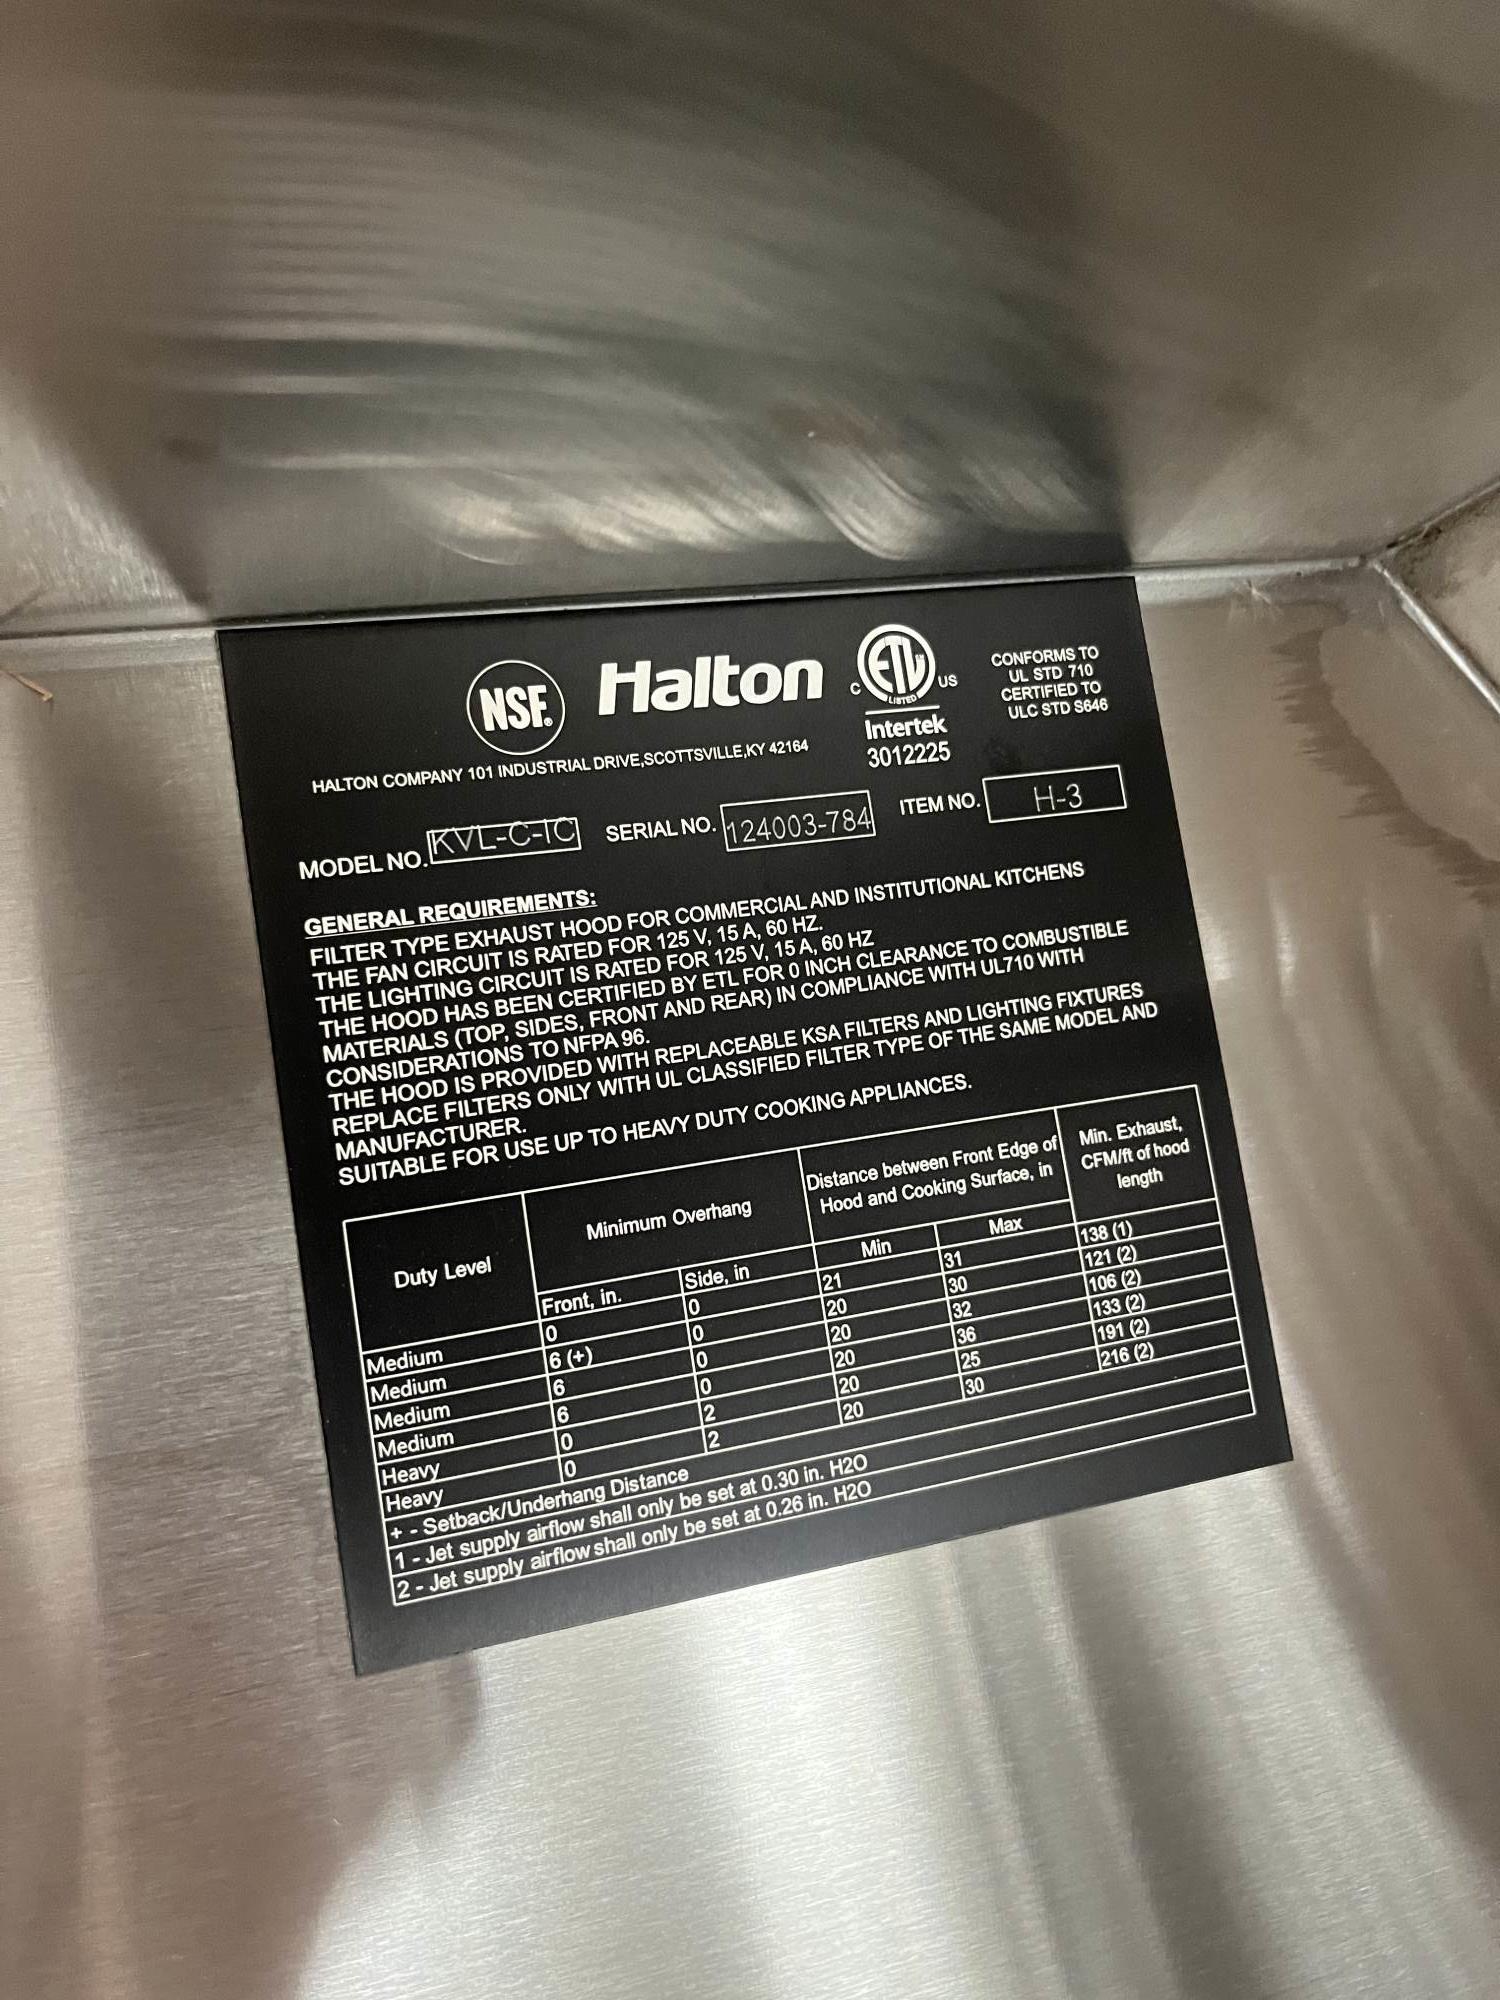 NSF®
Halton
C ETL US
LISTED
Intertek
3012225
CONFORMS TO
UL STD 710
CERTIFIED TO
ULC STD S646
HALTON COMPANY 101 INDUSTRIAL DRIVE,SCOTTSVILLE,KY 42164
MODEL NO. KVL-C-IC SERIAL NO. 124003-784 ITEM NO. H-3
GENERAL REQUIREMENTS:
FILTER TYPE EXHAUST HOOD FOR COMMERCIAL AND INSTITUTIONAL KITCHENS
THE FAN CIRCUIT IS RATED FOR 125 V, 15 A, 60 HZ.
THE LIGHTING CIRCUIT IS RATED FOR 125 V, 15 A, 60 HZ
THE HOOD HAS BEEN CERTIFIED BY ETL FOR 0 INCH CLEARANCE TO COMBUSTIBLE
MATERIALS (TOP, SIDES, FRONT AND REAR) IN COMPLIANCE WITH UL710 WITH
CONSIDERATIONS TO NFPA 96.
THE HOOD IS PROVIDED WITH REPLACEABLE KSA FILTERS AND LIGHTING FIXTURES
REPLACE FILTERS ONLY WITH UL CLASSIFIED FILTER TYPE OF THE SAME MODEL AND
MANUFACTURER.
SUITABLE FOR USE UP TO HEAVY DUTY COOKING APPLIANCES.
Duty Level
Minimum Overhang
Distance between Front Edge of
Hood and Cooking Surface, in
Min. Exhaust,
CFM/ft of hood
length
Front, in. Side, in Min Max
Medium 0 0 21 31 138 (1)
Medium 6 (+) 0 20 30 121 (2)
Medium 6 0 20 32 106 (2)
Medium 6 0 20 36 133 (2)
Heavy 0 2 20 25 191 (2)
Heavy 0 2 20 30 216 (2)
+ - Setback/Underhang Distance
1 - Jet supply airflow shall only be set at 0.30 in. H2O
2 - Jet supply airflow shall only be set at 0.26 in. H2O